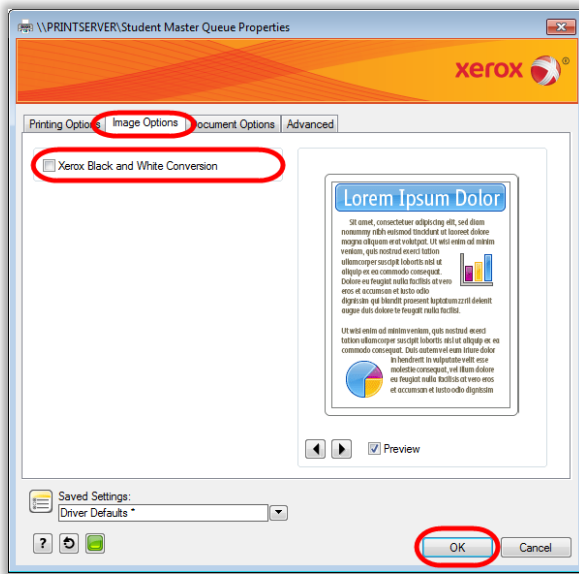 \\PRINTSERVER\Student Master Queue Properties
xerox
Printing Options Image Options Document Options Advanced
Xerox Black and White Conversion
Lorem Ipsum Dolor
Sit amet, consectetuer adipiscing elit, sed diam
nonummy nibh euismod tincidunt ut laoreet dolore
magna aliquam erat volutpat. Ut wisi enim ad minim
veniam, quis nostrud exerci tation
ullamcorper suscipit lobortis nisl ut
aliquip ex ea commodo consequat.
Dolore eu feugiat nulla facilisis at vero
eros et accumsan et iusto odio
dignissim qui blandit praesent luptatum zzril delenit
augue duis dolore te feugait nulla facilisi.
Ut wisi enim ad minim veniam, quis nostrud exerci
tation ullamcorper suscipit lobortis nisl ut aliquip ex ea
commodo consequat. Duis autem vel eum iriure dolor
in hendrerit in vulputate velit esse
molestie consequat, vel illum dolore
eu feugiat nulla facilisis at vero eros
et accumsan et iusto odio dignissim
Preview
Saved Settings:
Driver Defaults *
?
OK Cancel